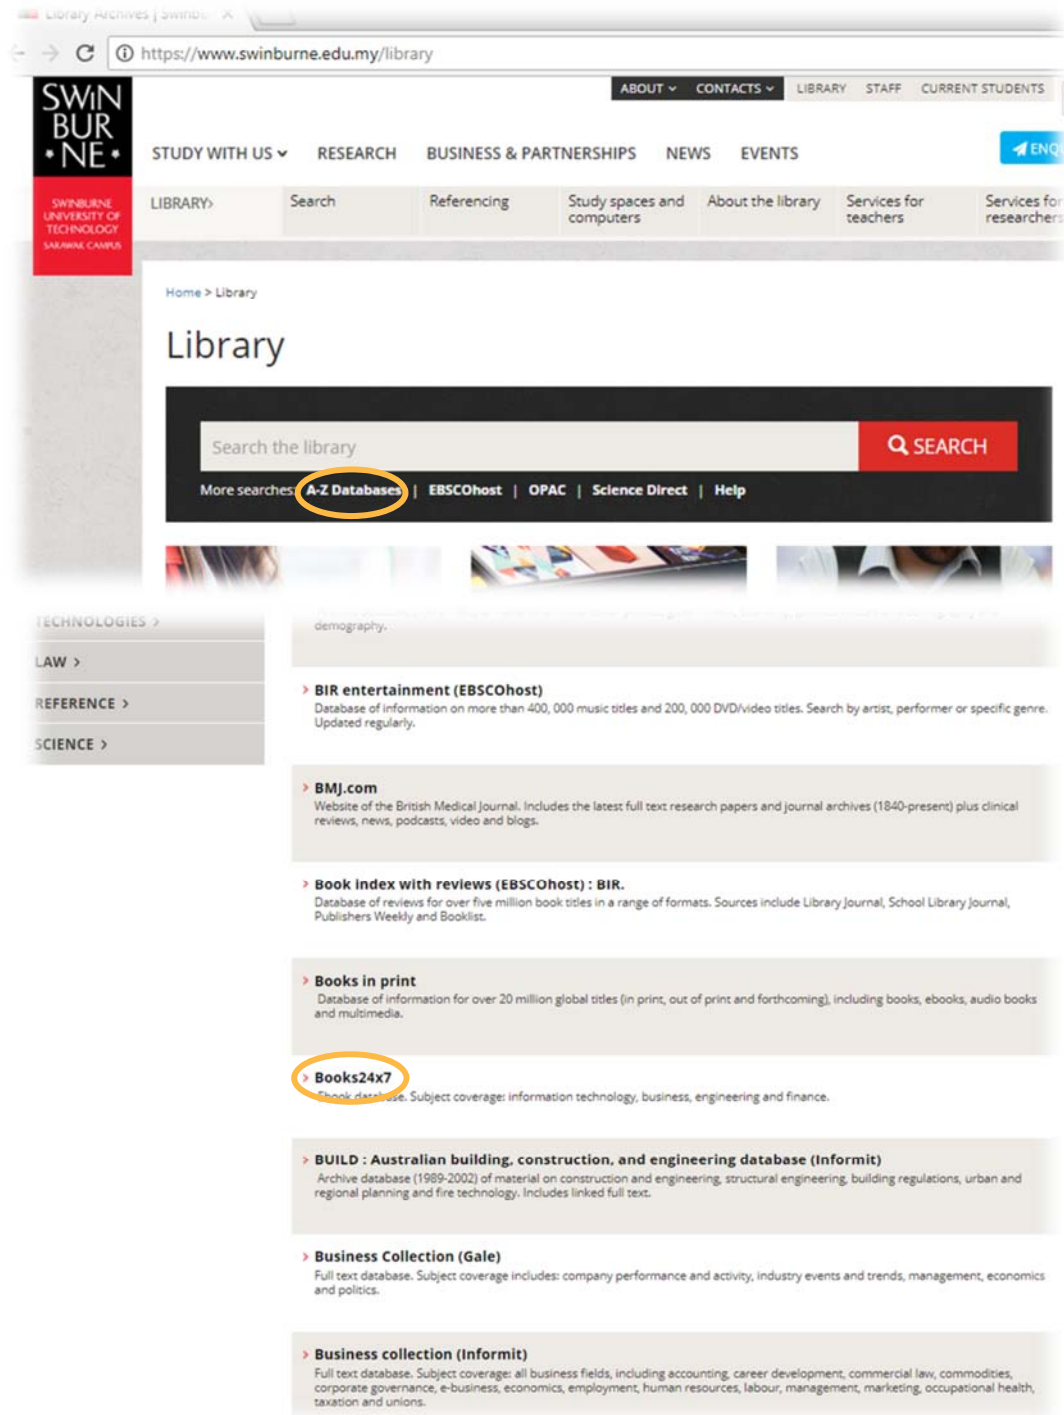 Library Archives | Swinbu
https://www.swinburne.edu.my/library
SWIN
BUR
NE
SWINBURNE
UNIVERSITY OF
TECHNOLOGY
SARAWAK CAMPUS
ABOUT CONTACTS LIBRARY STAFF CURRENT STUDENTS
STUDY WITH US RESEARCH BUSINESS & PARTNERSHIPS NEWS EVENTS
ENQ
LIBRARY> Search Referencing Study spaces and computers About the library Services for teachers Services for researchers
Home > Library
Library
Search the library
SEARCH
More searches: A-Z Databases | EBSCOhost | OPAC | Science Direct | Help
TECHNOLOGIES >
LAW >
REFERENCE >
SCIENCE >
demography.
> BIR entertainment (EBSCOhost)
Database of information on more than 400, 000 music titles and 200, 000 DVD/video titles. Search by artist, performer or specific genre.
Updated regularly.
> BMJ.com
Website of the British Medical Journal. Includes the latest full text research papers and journal archives (1840-present) plus clinical
reviews, news, podcasts, video and blogs.
> Book index with reviews (EBSCOhost) : BIR.
Database of reviews for over five million book titles in a range of formats. Sources include Library Journal, School Library Journal,
Publishers Weekly and Booklist.
> Books in print
Database of information for over 20 million global titles (in print, out of print and forthcoming), including books, ebooks, audio books
and multimedia.
> Books24x7
Ebook database. Subject coverage: information technology, business, engineering and finance.
> BUILD : Australian building, construction, and engineering database (Informit)
Archive database (1989-2002) of material on construction and engineering, structural engineering, building regulations, urban and
regional planning and fire technology. Includes linked full text.
> Business Collection (Gale)
Full text database. Subject coverage includes: company performance and activity, industry events and trends, management, economics
and politics.
> Business collection (Informit)
Full text database. Subject coverage: all business fields, including accounting, career development, commercial law, commodities,
corporate governance, e-business, economics, employment, human resources, labour, management, marketing, occupational health,
taxation and unions.